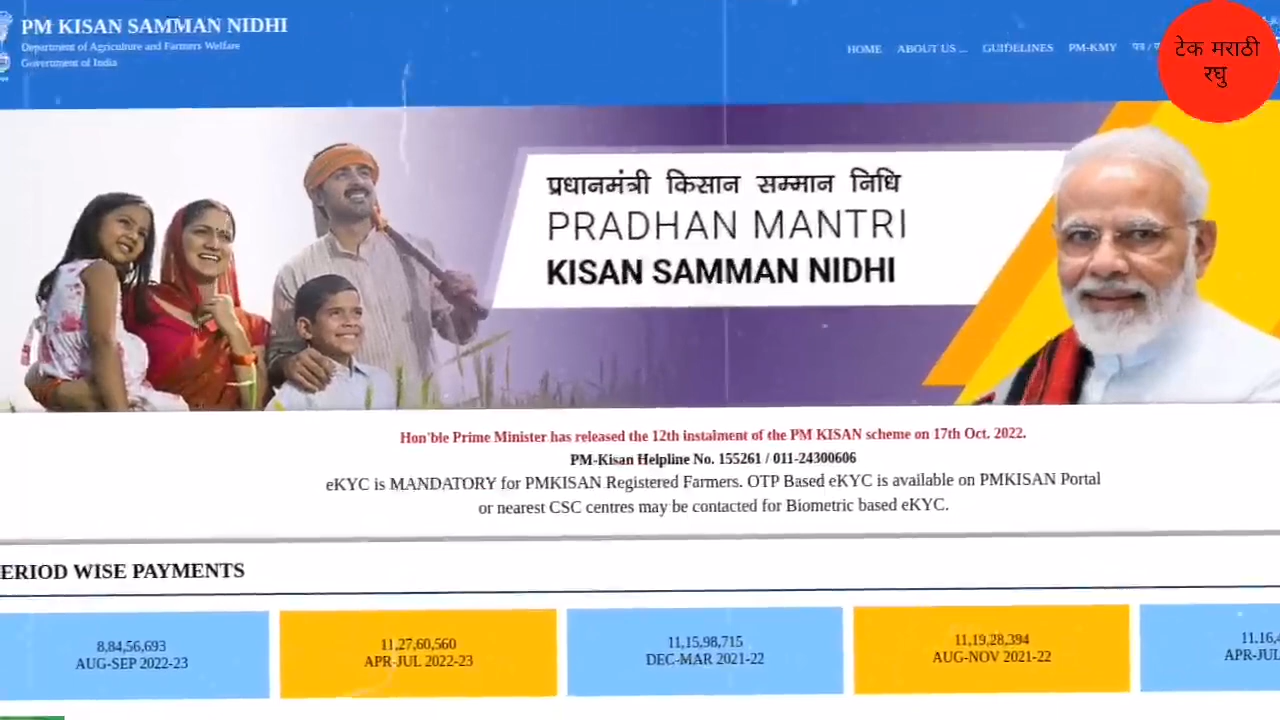 PM KISAN SAMMAN NIDHI
Department of Agriculture and Farmers Welfare
Government of India
HOME ABOUT US ... GUIDELINES PM-KMY
टेक मराठी
रघु
प्रधानमंत्री किसान सम्मान निधि
PRADHAN MANTRI
KISAN SAMMAN NIDHI
Hon'ble Prime Minister has released the 12th instalment of the PM KISAN scheme on 17th Oct. 2022.
PM-Kisan Helpline No. 155261 / 011-24300606
eKYC is MANDATORY for PMKISAN Registered Farmers. OTP Based eKYC is available on PMKISAN Portal
or nearest CSC centres may be contacted for Biometric based eKYC.
ERIOD WISE PAYMENTS
8,84,56,693
AUG-SEP 2022-23
11,27,60,560
APR-JUL 2022-23
11,15,98,715
DEC-MAR 2021-22
11,19,28,394
AUG-NOV 2021-22
11,16,4
APR-JUL